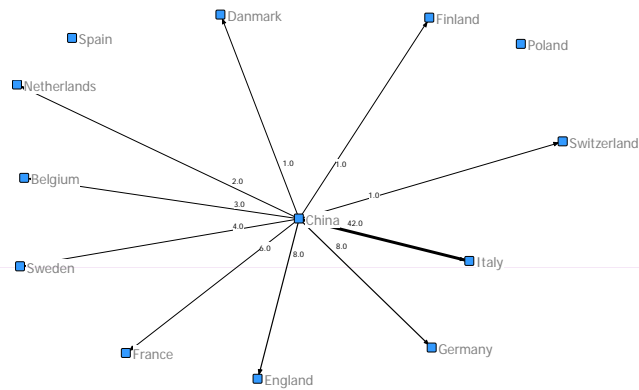 Danmark
Finland
Spain
Poland
Netherlands
Switzerland
1.0
1.0
Belgium
2.0
1.0
3.0
China
42.0
4.0
6.0
8.0
8.0
Italy
Sweden
Germany
France
England